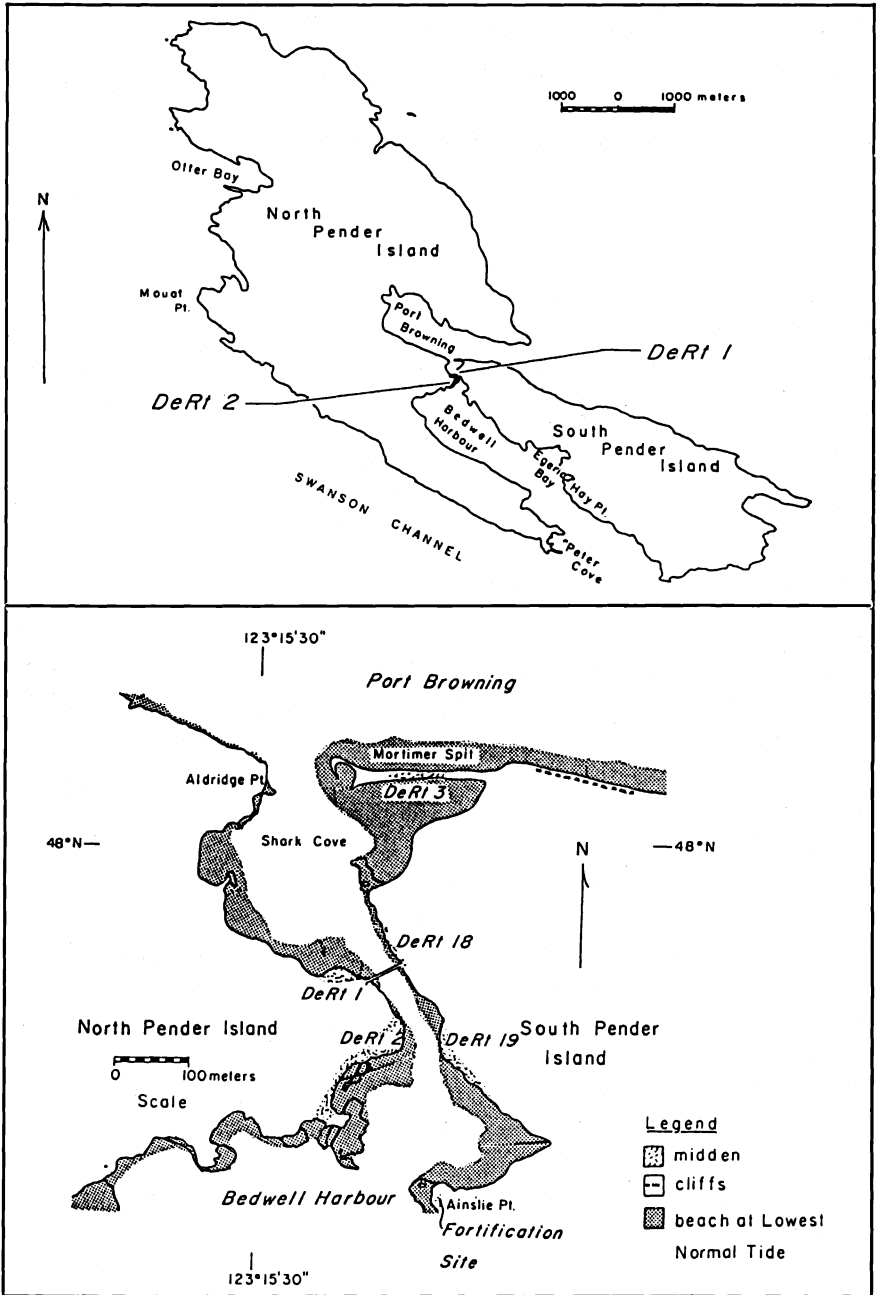 1000 0 1000 meters
Otter Bay
N
North
Pender
Island
Mouat
Pt.
Port
Browning
DeRt 1
DeRt 2
Bedwell
Harbour
South
Pender
Island
Egeria
Bay
Hay Pt.
SWANSON CHANNEL
Peter
Cove
123°15'30"
Port Browning
Mortimer Spit
Aldridge Pt.
DeRt 3
48°N
Shark Cove
N
48°N
DeRt 18
DeRt 1
North Pender Island
DeRt 2
DeRt 19
South Pender
Island
0 100 meters
Scale
Legend
midden
cliffs
beach at Lowest
Normal Tide
Bedwell Harbour
Ainslie Pt.
Fortification
Site
123°15'30"